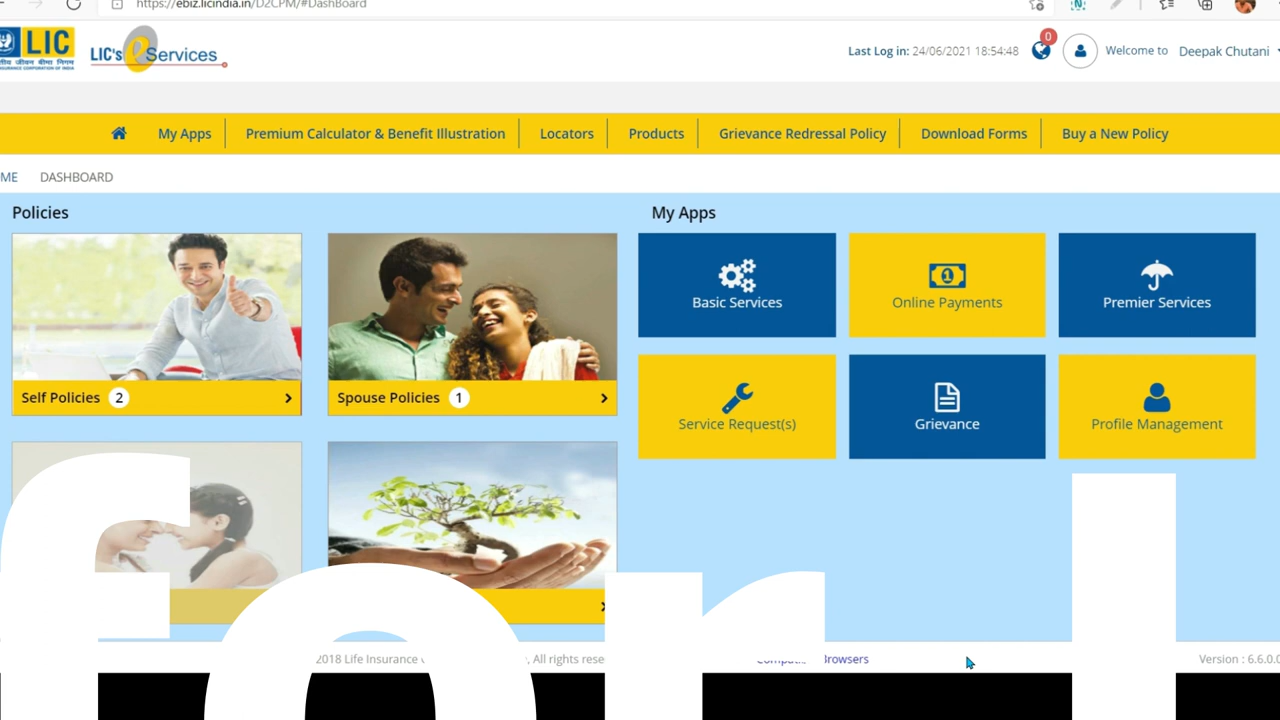 https://ebiz.licindia.in/D2CPM/#DashBoard
LIC
LIC's eServices
Last Log in: 24/06/2021 18:54:48
0
Welcome to Deepak Chutani
My Apps
Premium Calculator & Benefit Illustration
Locators
Products
Grievance Redressal Policy
Download Forms
Buy a New Policy
ME DASHBOARD
Policies
My Apps
Self Policies 2
Spouse Policies 1
Basic Services
Online Payments
Premier Services
Service Request(s)
Grievance
Profile Management
2018 Life Insurance
, All rights rese
Browsers
Version : 6.6.0.0
for